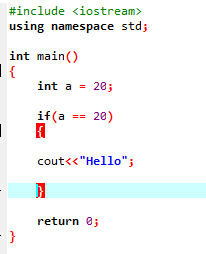 #include <iostream>
using namespace std;
int main()
{
int a = 20;
if(a == 20)
{
cout<<"Hello";
}
return 0;
}